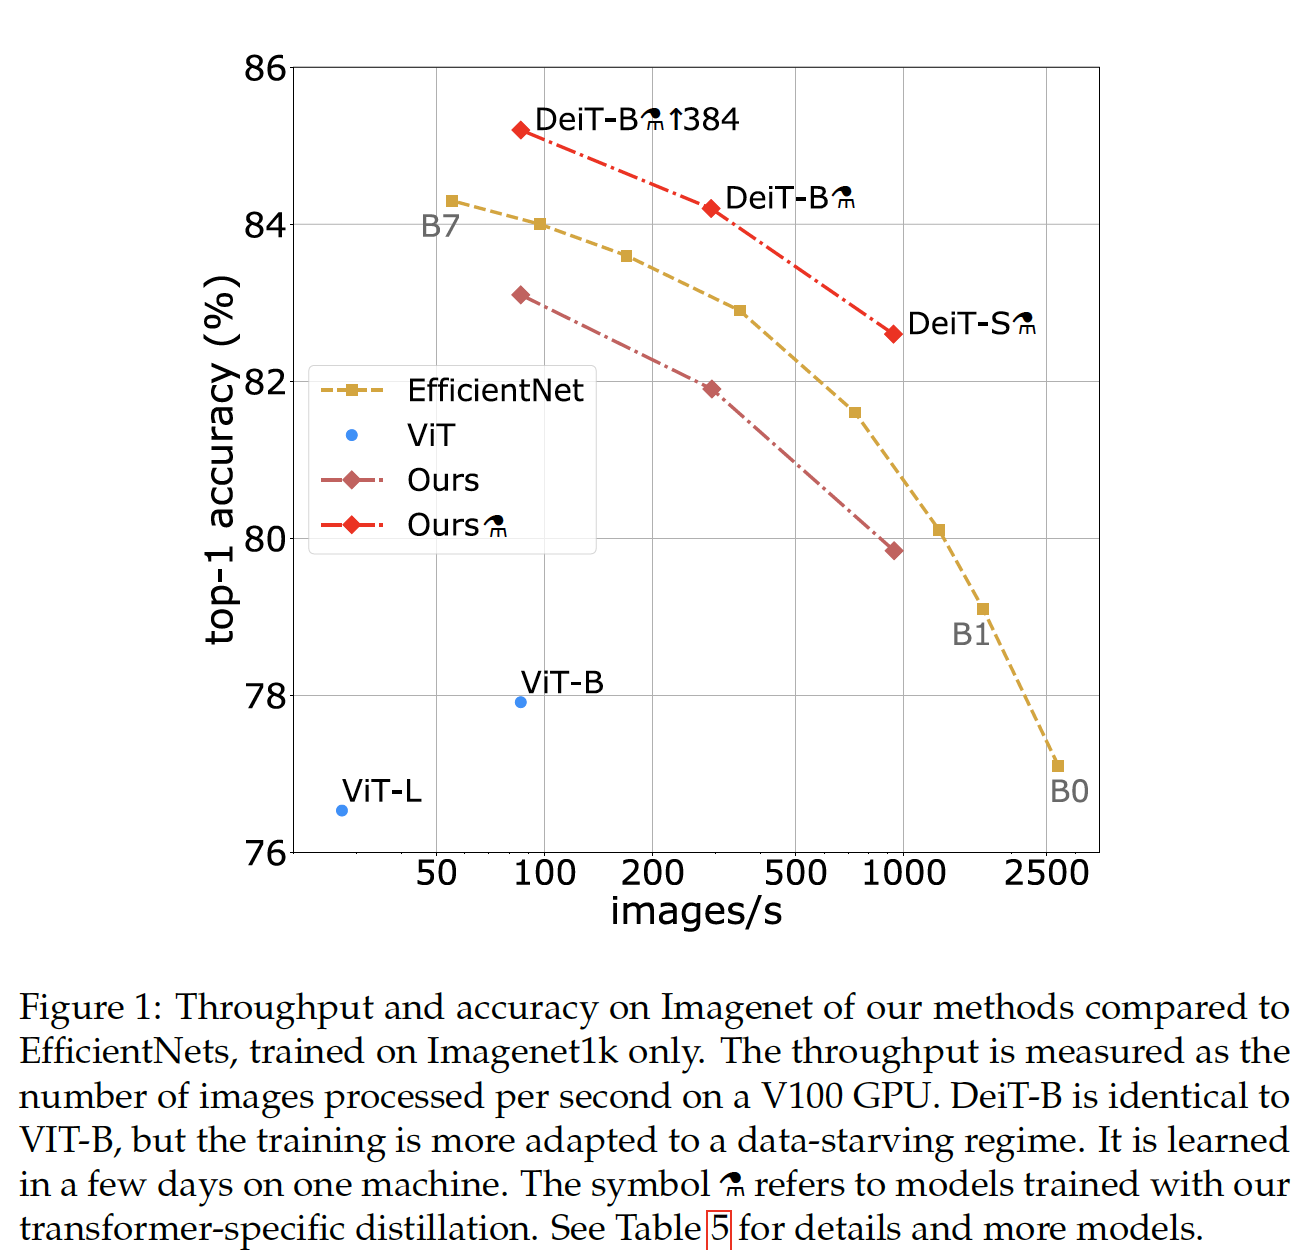 86
DeiT-B⚗↑384
DeiT-B⚗
84
B7
DeiT-S⚗
top-1 accuracy (%)
82
EfficientNet
ViT
Ours
Ours⚗
80
B1
78
ViT-B
ViT-L
B0
76
50 100 200 500 1000 2500
images/s
Figure 1: Throughput and accuracy on Imagenet of our methods compared to
EfficientNets, trained on Imagenet1k only. The throughput is measured as the
number of images processed per second on a V100 GPU. DeiT-B is identical to
VIT-B, but the training is more adapted to a data-starving regime. It is learned
in a few days on one machine. The symbol ⚗ refers to models trained with our
transformer-specific distillation. See Table 5 for details and more models.